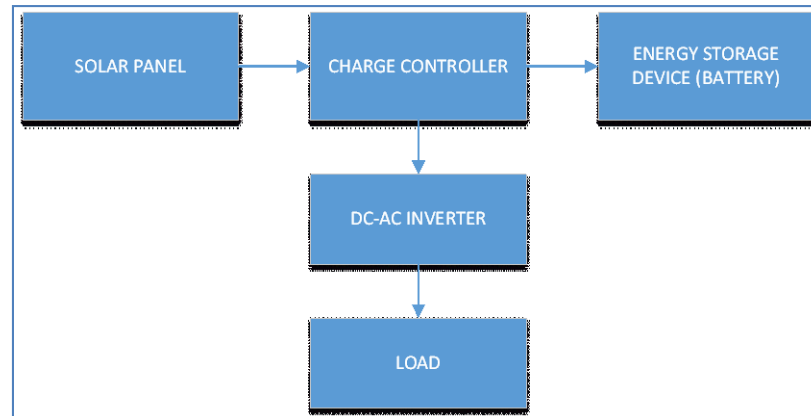 SOLAR PANEL
CHARGE CONTROLLER
ENERGY STORAGE
DEVICE (BATTERY)
DC-AC INVERTER
LOAD